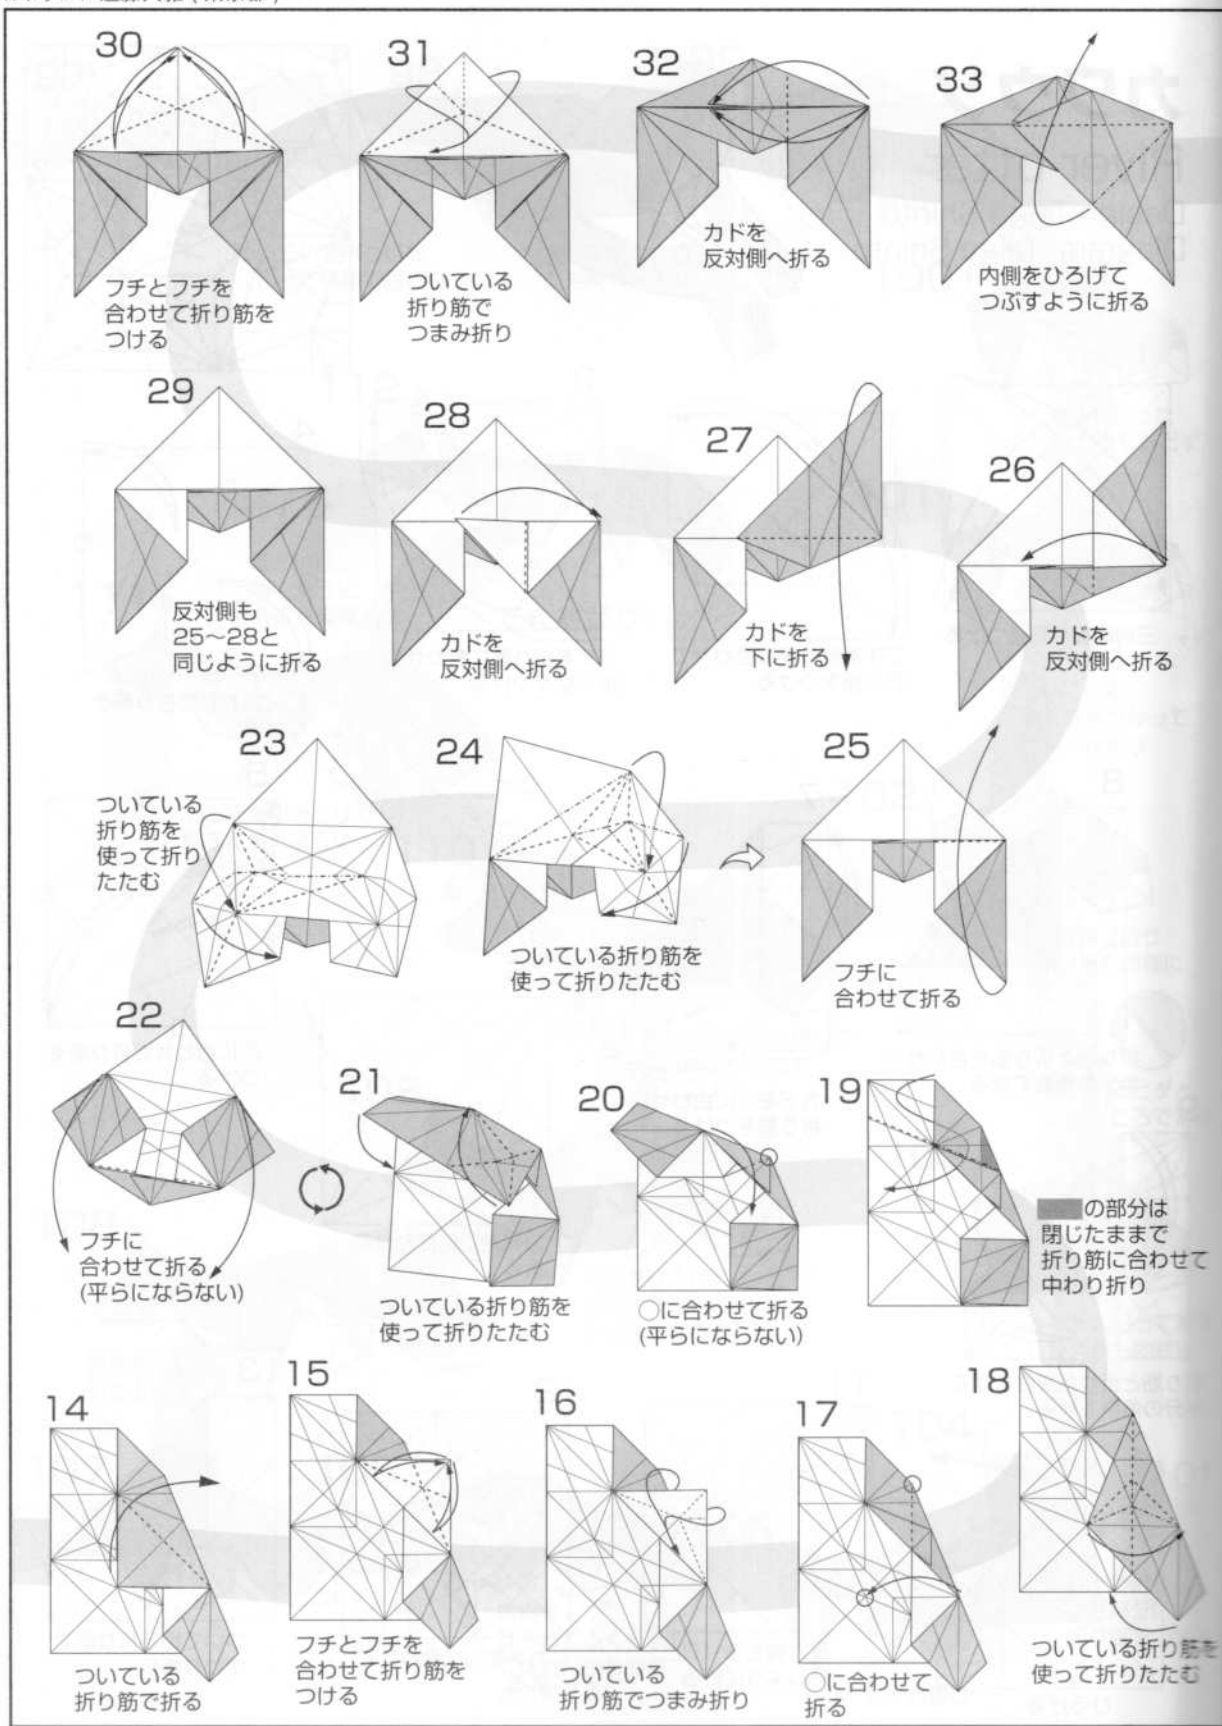 30
フチとフチを
合わせて折り筋を
つける
31
ついている
折り筋で
つまみ折り
32
カドを
反対側へ折る
33
内側をひろげて
つぶすように折る
29
反対側も
25〜28と
同じように折る
28
カドを
反対側へ折る
27
カドを
下に折る
26
カドを
反対側へ折る
23
ついている
折り筋を
使って折り
たたむ
24
ついている折り筋を
使って折りたたむ
25
フチに
合わせて折る
22
フチに
合わせて折る
(平らにならない)
21
ついている折り筋を
使って折りたたむ
20
○に合わせて折る
(平らにならない)
19
の部分は
閉じたままで
折り筋に合わせて
中わり折り
14
ついている
折り筋で折る
15
フチとフチを
合わせて折り筋を
つける
16
ついている
折り筋でつまみ折り
17
○に合わせて
折る
18
ついている折り筋を
使って折りたたむ